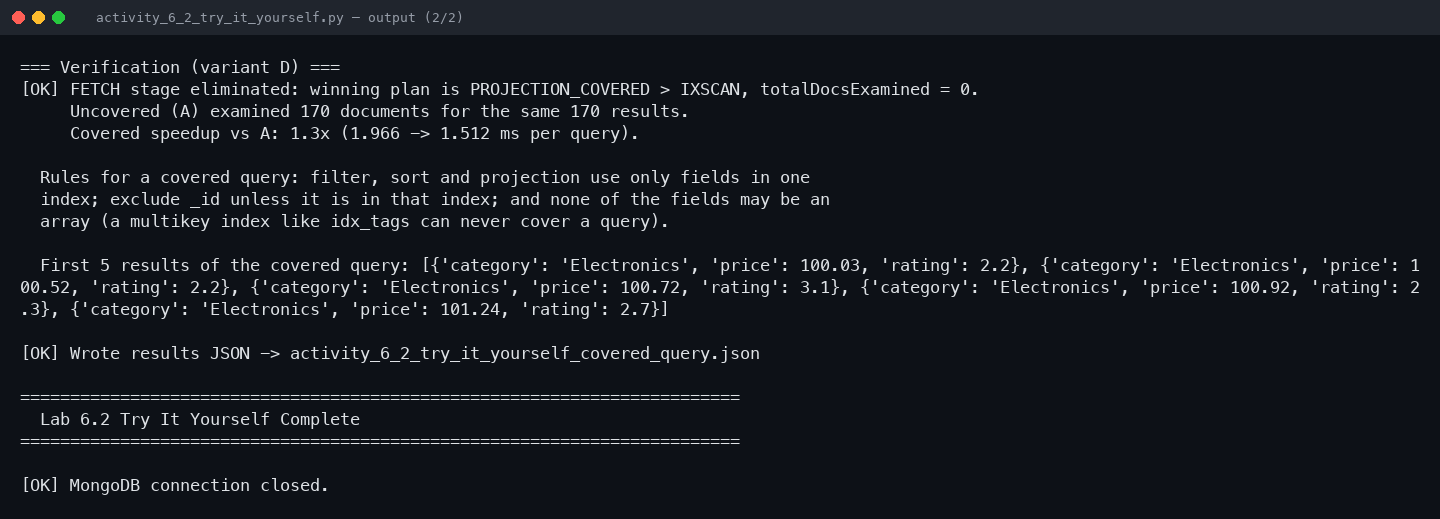 activity_6_2_try_it_yourself.py — output (2/2)
=== Verification (variant D) ===
[OK] FETCH stage eliminated: winning plan is PROJECTION_COVERED > IXSCAN, totalDocsExamined = 0.
Uncovered (A) examined 170 documents for the same 170 results.
Covered speedup vs A: 1.3x (1.966 —> 1.512 ms per query).
Rules for a covered query: filter, sort and projection use only fields in one
index; exclude _id unless it is in that index; and none of the fields may be an
array (a multikey index like idx_tags can never cover a query).
First 5 results of the covered query: [{'category': 'Electronics', 'price': 100.03, 'rating': 2.2}, {'category': 'Electronics', 'price': 1
00.52, 'rating': 2.2}, {'category': 'Electronics', 'price': 100.72, 'rating': 3.1}, {'category': 'Electronics', 'price': 100.92, 'rating': 2
.3}, {'category': 'Electronics', 'price': 101.24, 'rating': 2.7}]
[OK] Wrote results JSON —> activity_6_2_try_it_yourself_covered_query.json
========================================================================
Lab 6.2 Try It Yourself Complete
========================================================================
[OK] MongoDB connection closed.